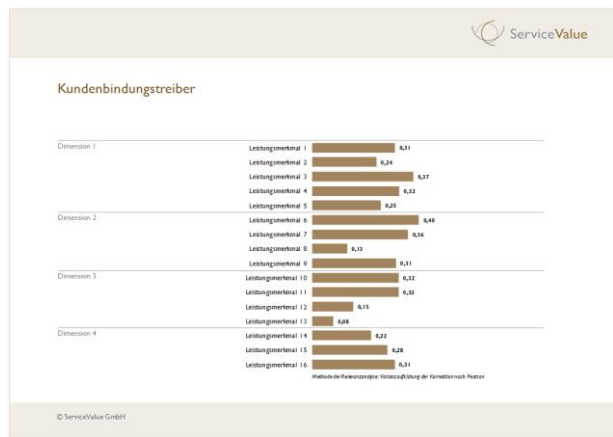 ServiceValue
Kundenbindungstreiber
Dimension 1
Leistungsmerkmal 1 0,31
Leistungsmerkmal 2 0,24
Leistungsmerkmal 3 0,37
Leistungsmerkmal 4 0,32
Leistungsmerkmal 5 0,25
Dimension 2
Leistungsmerkmal 6 0,40
Leistungsmerkmal 7 0,36
Leistungsmerkmal 8 0,13
Leistungsmerkmal 9 0,31
Dimension 3
Leistungsmerkmal 10 0,32
Leistungsmerkmal 11 0,32
Leistungsmerkmal 12 0,15
Leistungsmerkmal 13 0,08
Dimension 4
Leistungsmerkmal 14 0,22
Leistungsmerkmal 15 0,28
Leistungsmerkmal 16 0,31
Methode der Relevanzanalyse: Varianzaufklärung der Korrelation nach Pearson
© ServiceValue GmbH